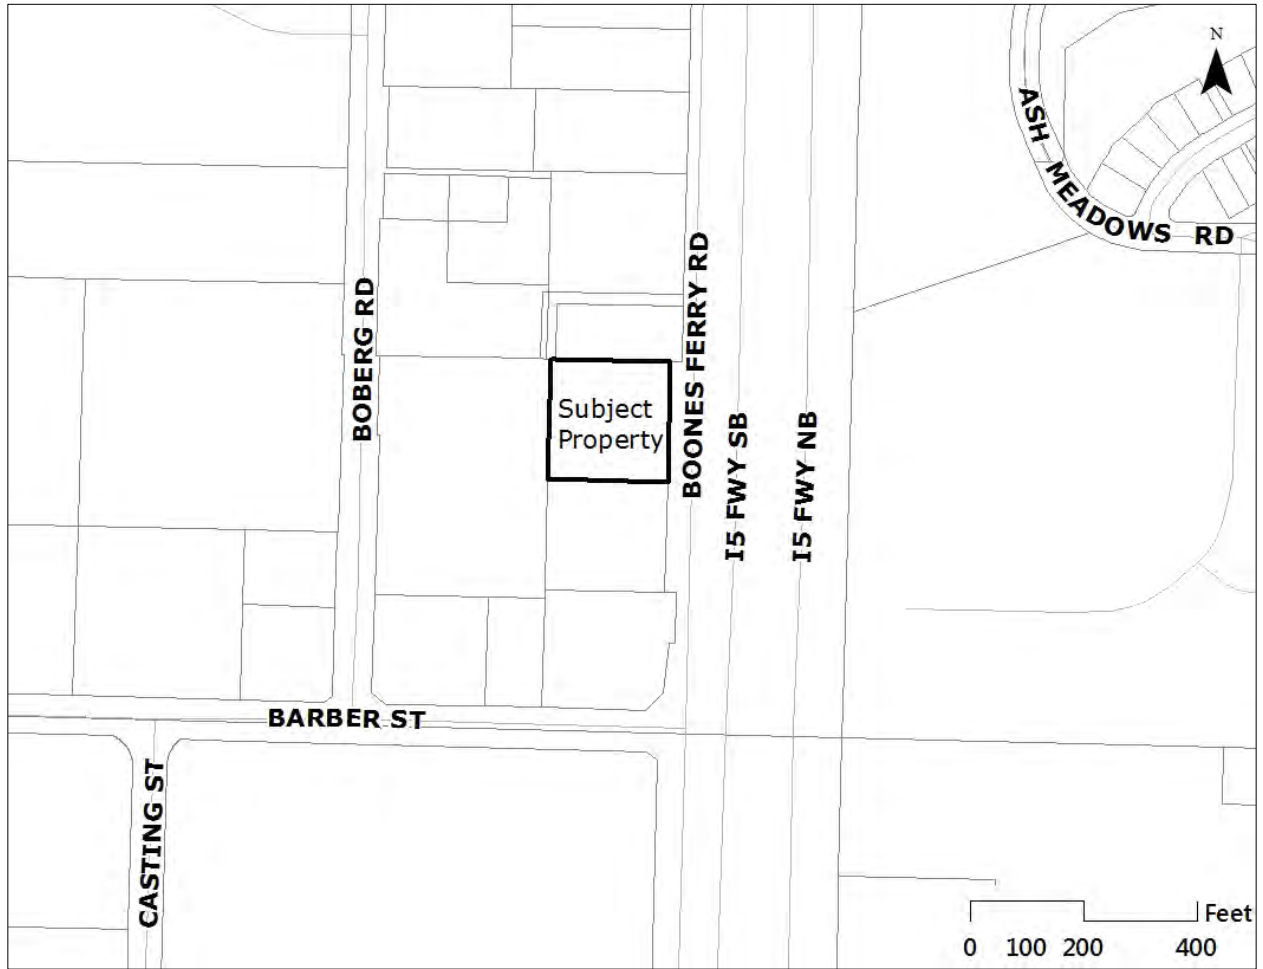 N
ASH MEADOWS RD
BOONES FERRY RD
BOBERG RD
Subject
Property
I5 FWY SB
I5 FWY NB
BARBER ST
CASTING ST
Feet
0 100 200 400